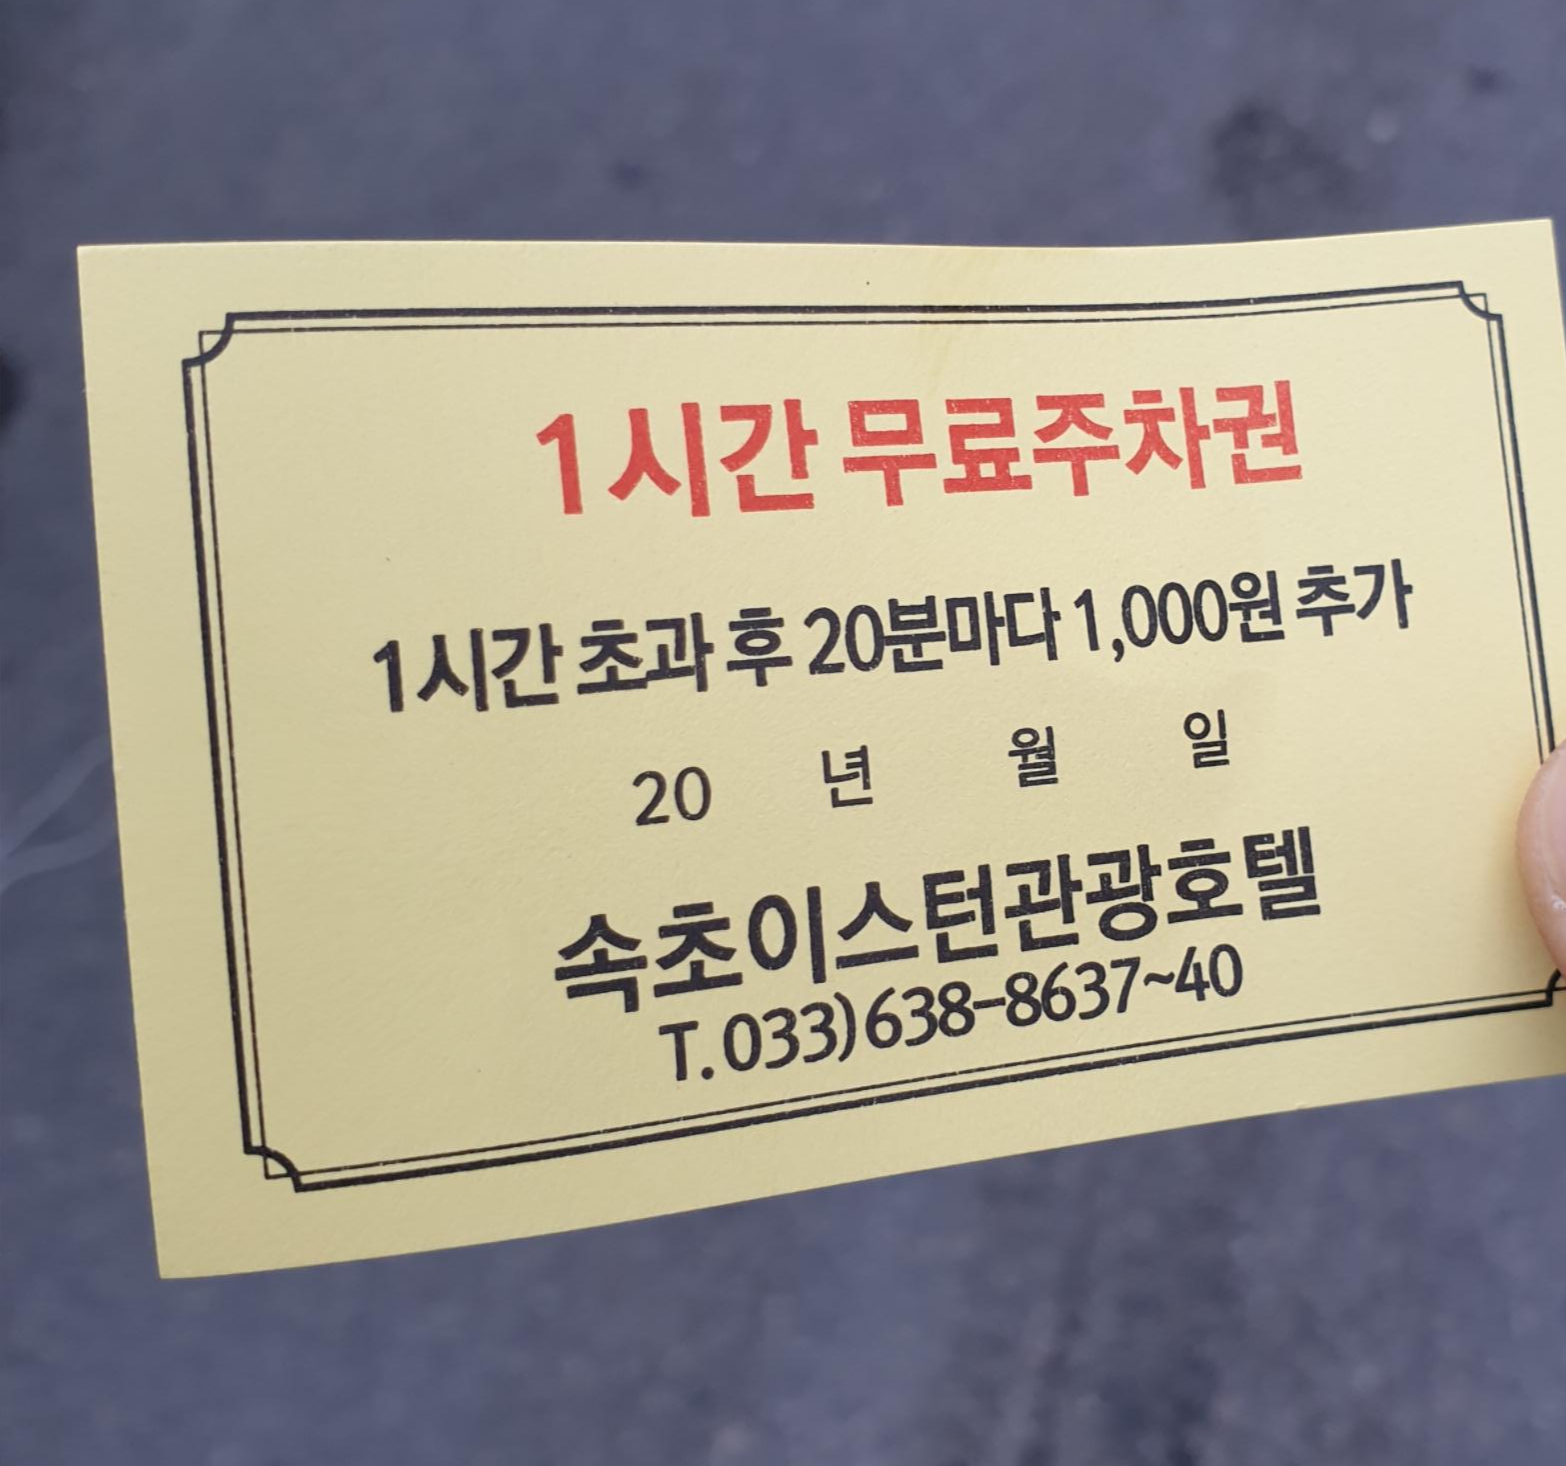 1시간 무료주차권
1시간 초과 후 20분마다 1,000원 추가
20 년 월 일
속초이스턴관광호텔
T. 033)638-8637~40